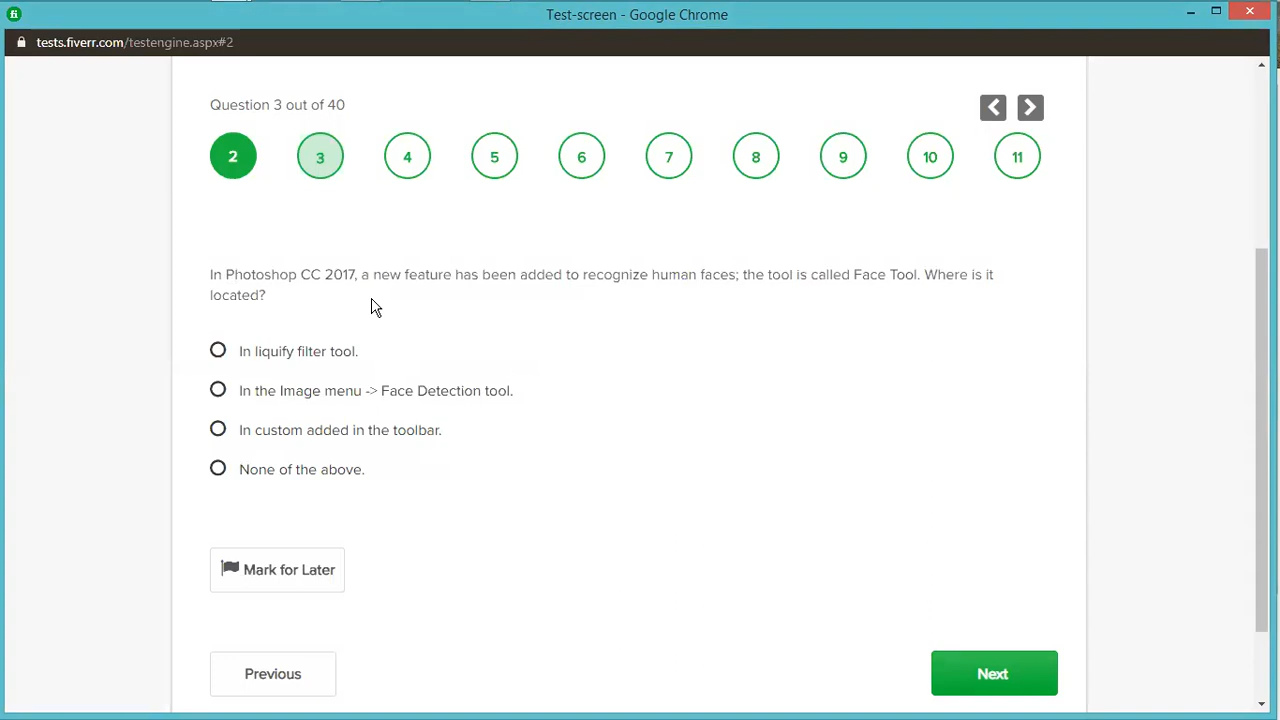 fi
Test-screen - Google Chrome
tests.fiverr.com/testengine.aspx#2
Question 3 out of 40
2 3 4 5 6 7 8 9 10 11
In Photoshop CC 2017, a new feature has been added to recognize human faces; the tool is called Face Tool. Where is it
located?
In liquify filter tool.
In the Image menu -> Face Detection tool.
In custom added in the toolbar.
None of the above.
Mark for Later
Previous
Next